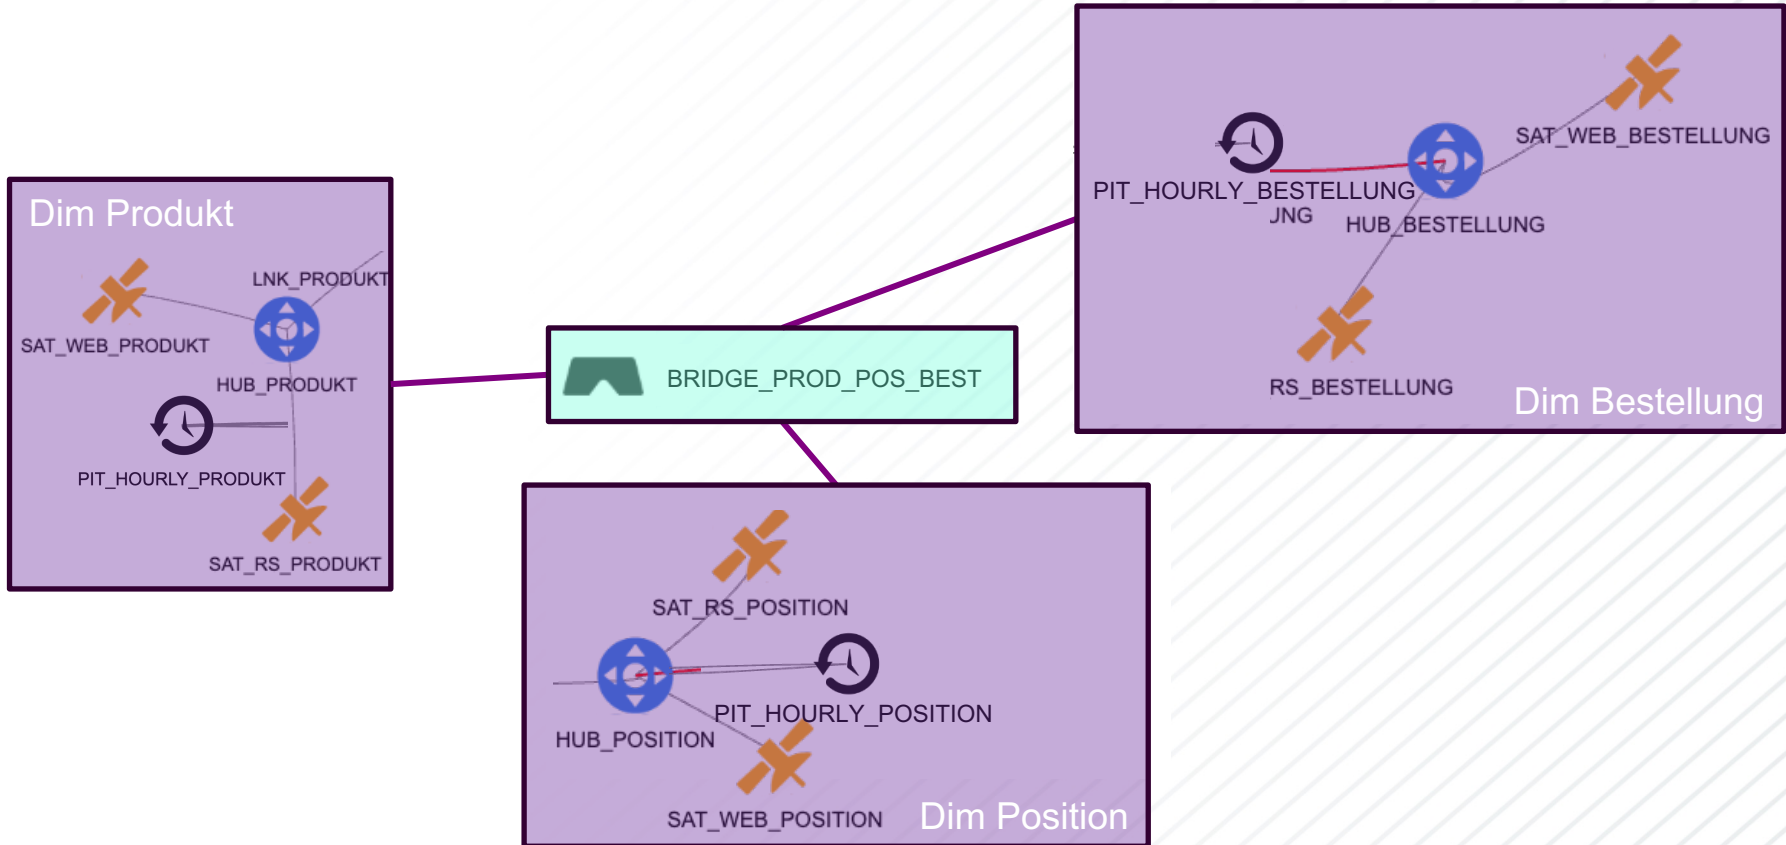 Dim Produkt
LNK_PRODUKT
SAT_WEB_PRODUKT
HUB_PRODUKT
PIT_HOURLY_PRODUKT
SAT_RS_PRODUKT
BRIDGE_PROD_POS_BEST
SAT_WEB_BESTELLUNG
PIT_HOURLY_BESTELLUNG
HUB_BESTELLUNG
RS_BESTELLUNG
Dim Bestellung
SAT_RS_POSITION
PIT_HOURLY_POSITION
HUB_POSITION
SAT_WEB_POSITION
Dim Position